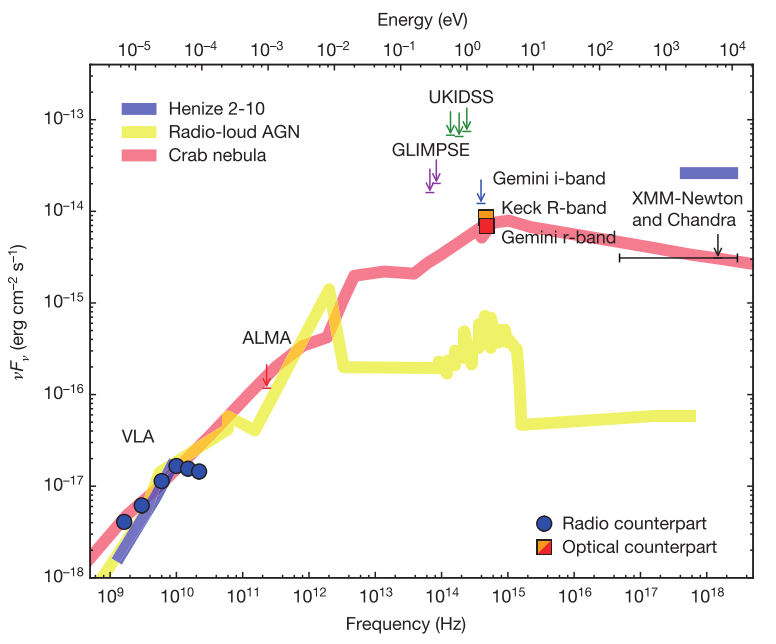 Energy (eV)
10⁻⁵ 10⁻⁴ 10⁻³ 10⁻² 10⁻¹ 10⁰ 10¹ 10² 10³ 10⁴
Henize 2-10
Radio-loud AGN
Crab nebula
UKIDSS
GLIMPSE
Gemini i-band
Keck R-band
Gemini r-band
XMM-Newton
and Chandra
ALMA
VLA
Radio counterpart
Optical counterpart
νFν (erg cm⁻² s⁻¹)
10⁻¹³
10⁻¹⁴
10⁻¹⁵
10⁻¹⁶
10⁻¹⁷
10⁻¹⁸
10⁹ 10¹⁰ 10¹¹ 10¹² 10¹³ 10¹⁴ 10¹⁵ 10¹⁶ 10¹⁷ 10¹⁸
Frequency (Hz)